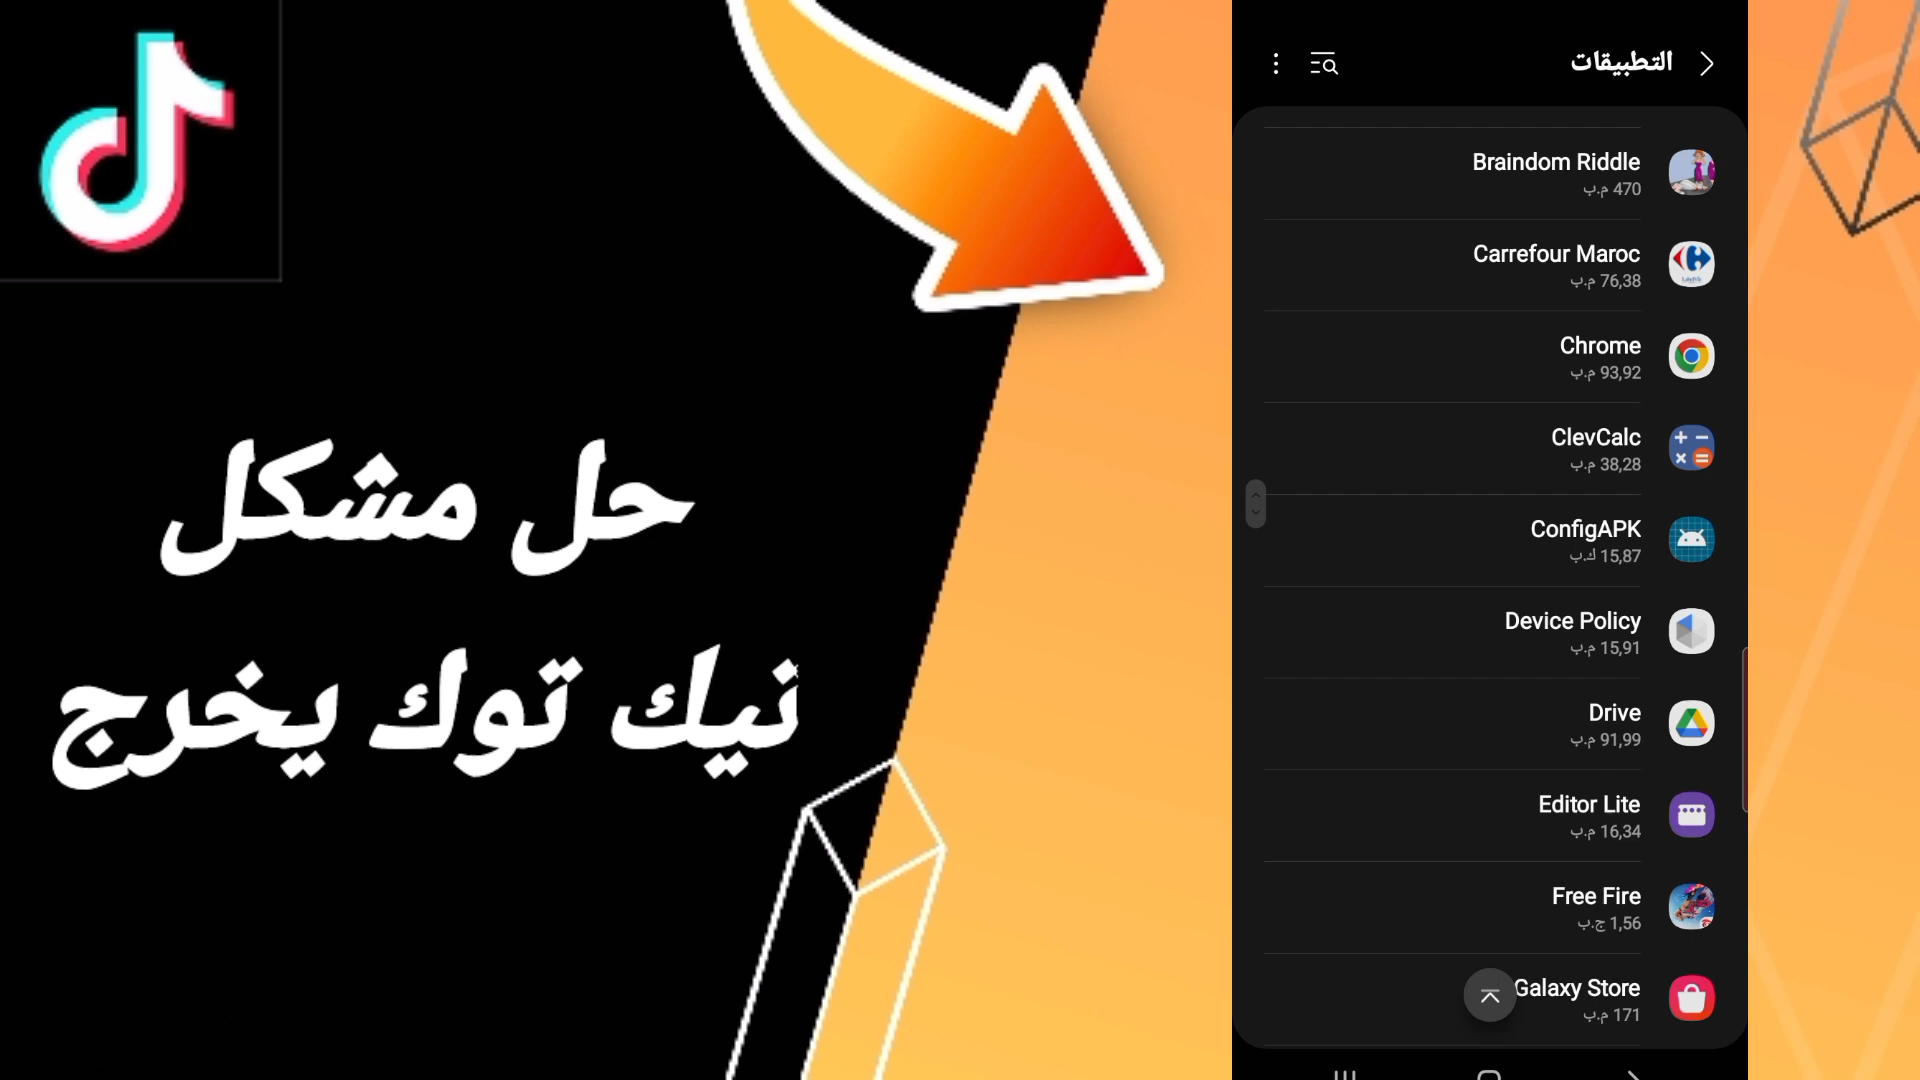 حل مشكل
نيك توك يخرج
التطبيقات
Braindom Riddle
470 م.ب
Carrefour Maroc
76,38 م.ب
Chrome
93,92 م.ب
ClevCalc
38,28 م.ب
ConfigAPK
15,87 ك.ب
Device Policy
15,91 م.ب
Drive
91,99 م.ب
Editor Lite
16,34 م.ب
Free Fire
1,56 ج.ب
Galaxy Store
171 م.ب